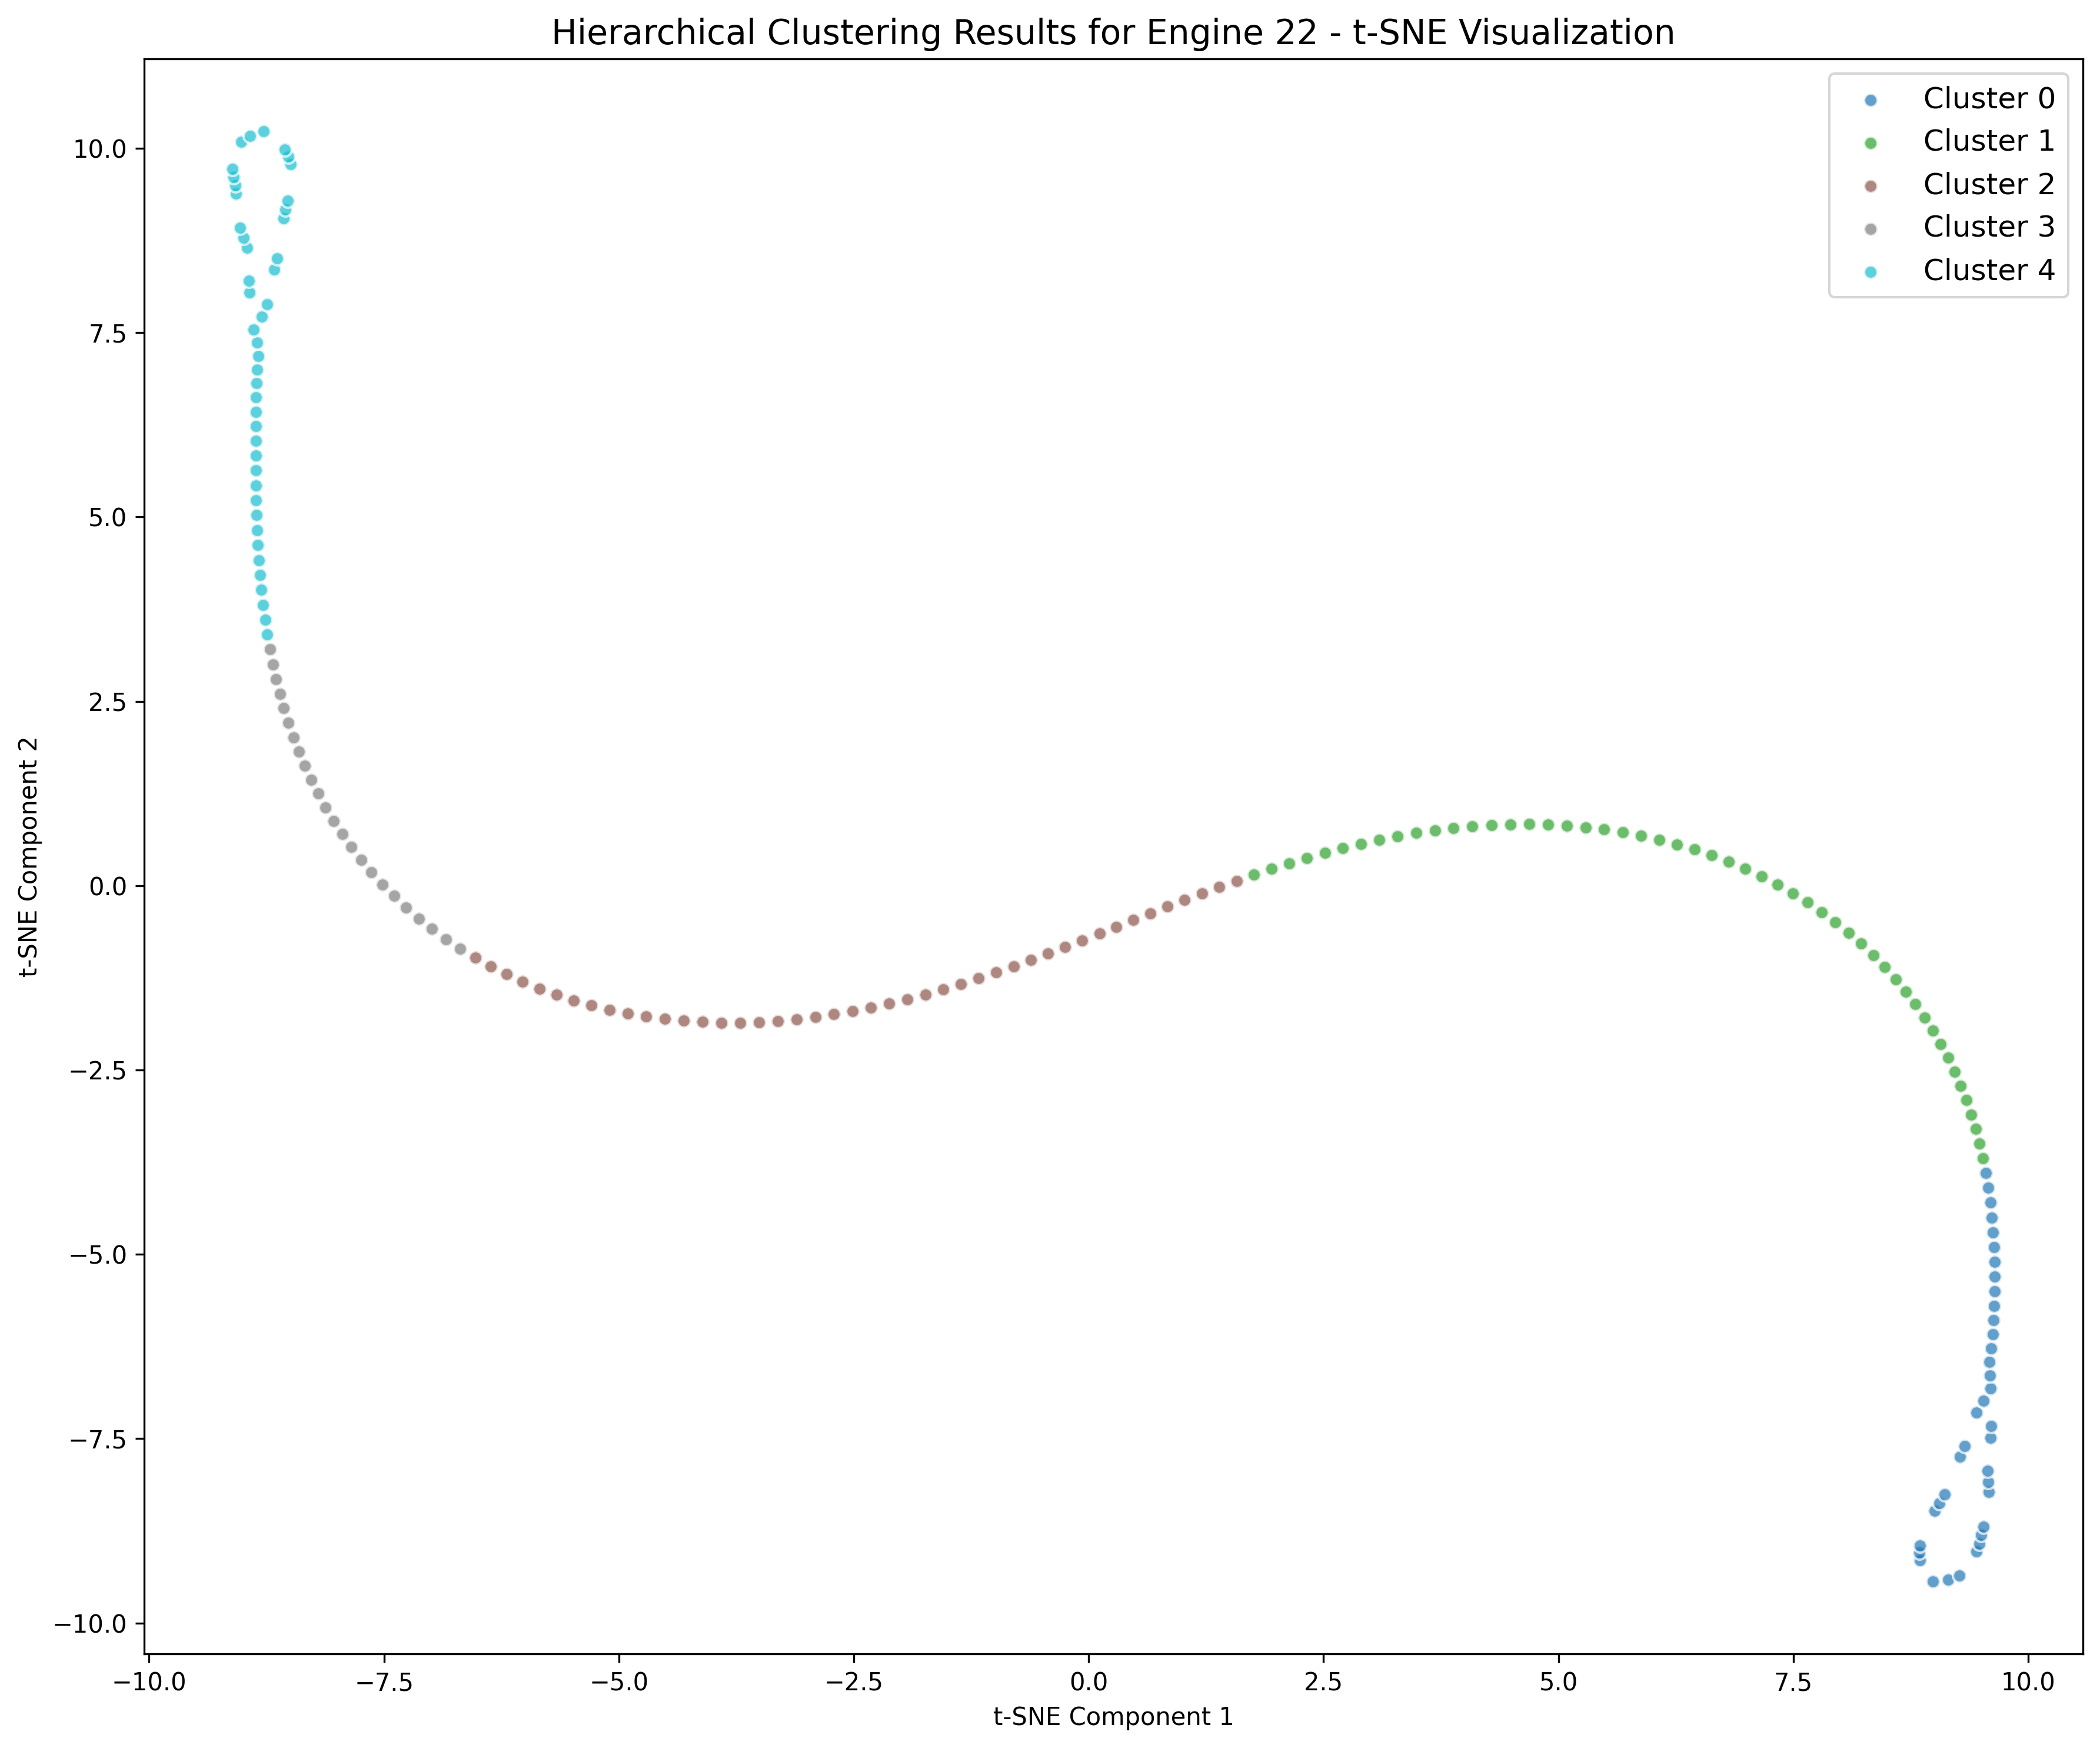 Hierarchical Clustering Results for Engine 22 - t-SNE Visualization
Cluster 0
Cluster 1
Cluster 2
Cluster 3
Cluster 4
10.0
7.5
5.0
2.5
0.0
−2.5
−5.0
−7.5
−10.0
t-SNE Component 2
−10.0 −7.5 −5.0 −2.5 0.0 2.5 5.0 7.5 10.0
t-SNE Component 1